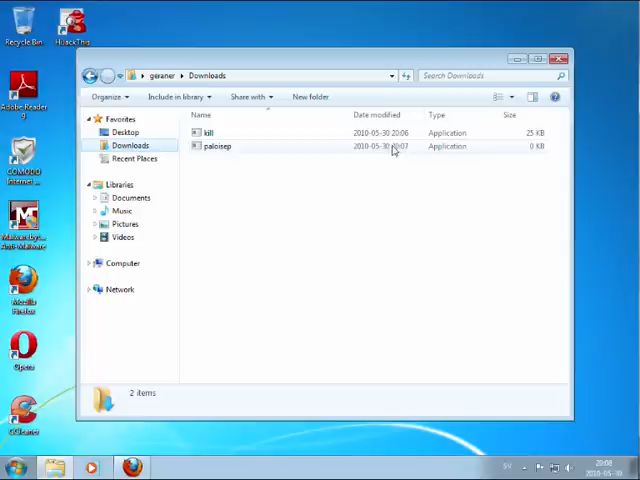 Recycle Bin
HiJackThis
Adobe Reader
9
COMODO
Internet ...
Malwareby...
Anti-Malware
Mozilla
Firefox
Opera
CCleaner
geraner
Downloads
Search Downloads
Organize
Include in library
Share with
New folder
Name
Date modified
Type
Size
Favorites
Desktop
Downloads
Recent Places
Libraries
Documents
Music
Pictures
Videos
Computer
Network
kill
2010-05-30 20:06
Application
25 KB
paloisep
2010-05-30 20:07
Application
0 KB
2 items
SV
20:08
2010-05-30